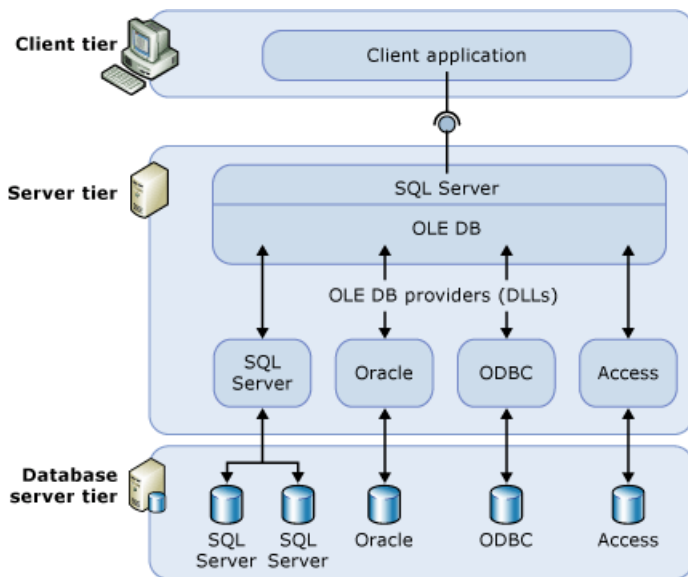 Client tier
Client application
Server tier
SQL Server
OLE DB
OLE DB providers (DLLs)
SQL
Server
Oracle
ODBC
Access
Database
server tier
SQL
Server
SQL
Server
Oracle
ODBC
Access